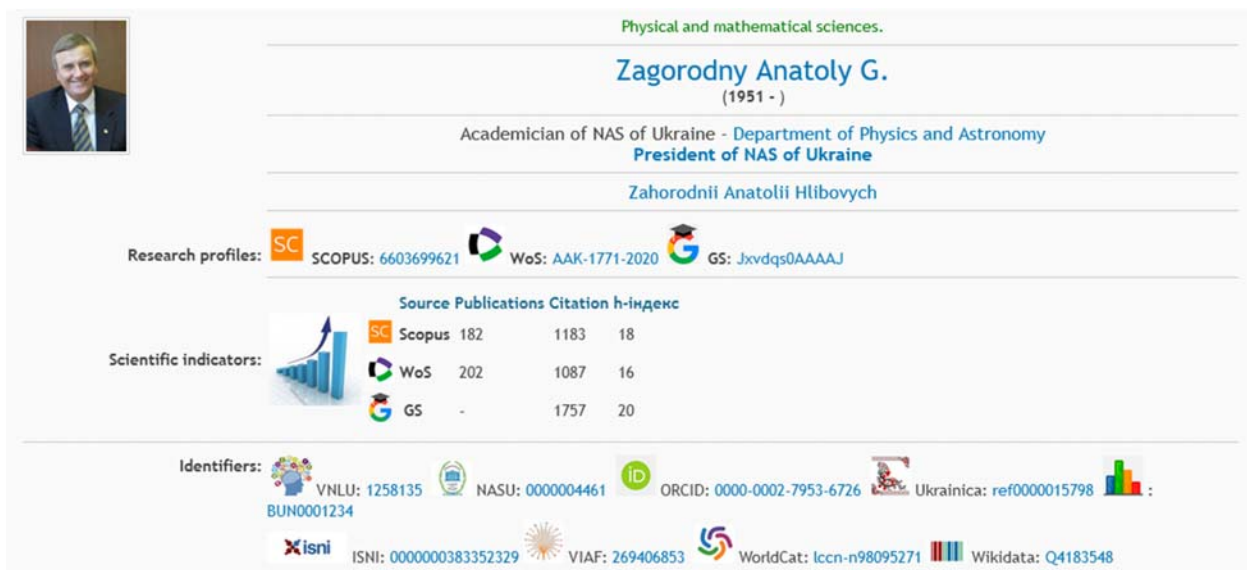 Physical and mathematical sciences.
Zagorodny Anatoly G.
(1951 - )
Academician of NAS of Ukraine - Department of Physics and Astronomy
President of NAS of Ukraine
Zahorodnii Anatolii Hlibovych
Research profiles: SC SCOPUS: 6603699621 WoS: AAK-1771-2020 GS: Jxvdqs0AAAAJ
Source Publications Citation h-індекс
SC Scopus 182 1183 18
Scientific indicators: WoS 202 1087 16
GS - 1757 20
Identifiers: VNLU: 1258135 NASU: 0000004461 iD ORCID: 0000-0002-7953-6726 Ukrainica: ref0000015798 :
BUN0001234
isni ISNI: 0000000383352329 VIAF: 269406853 WorldCat: lccn-n98095271 Wikidata: Q4183548